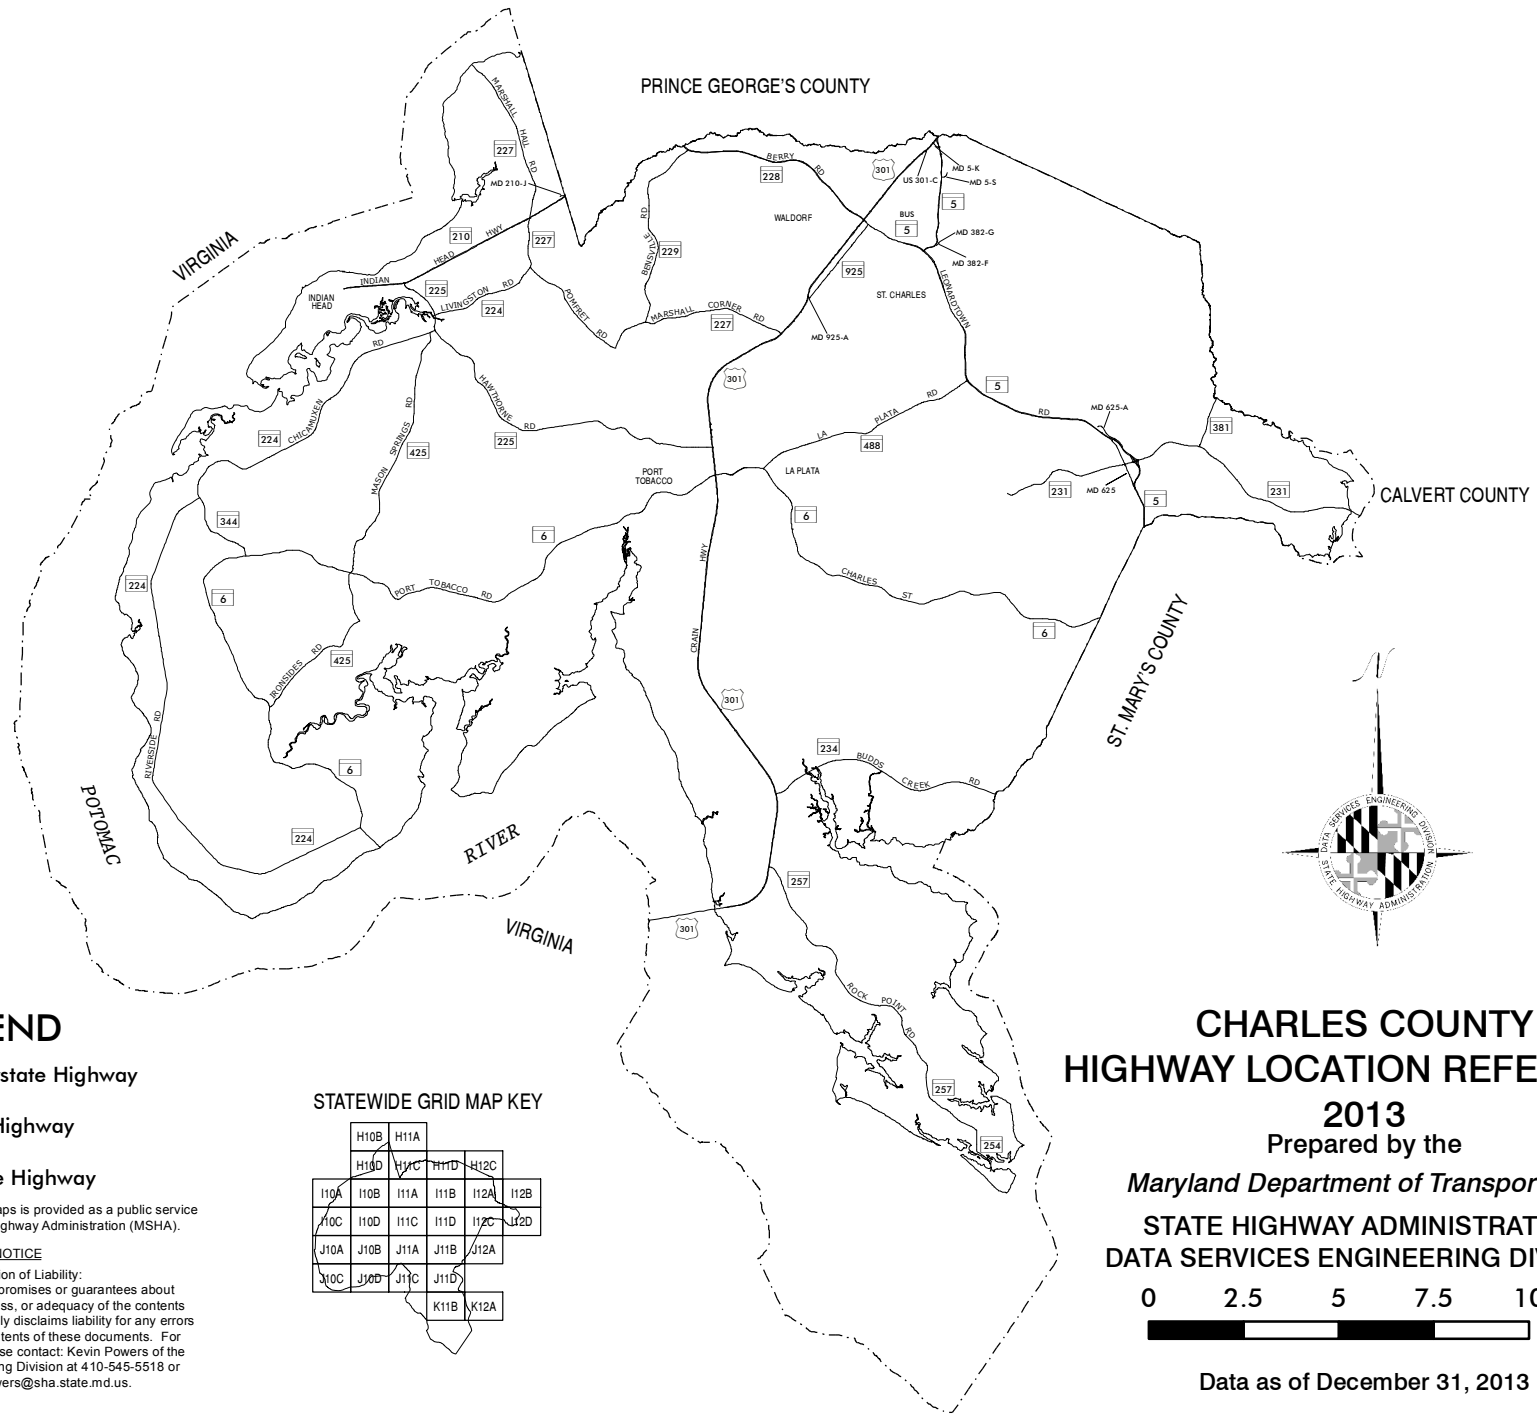 PRINCE GEORGE'S COUNTY
MARSHALL HALL RD
227
MD 210-J
BERRY RD
228
301
US 301-C
MD 5-K
MD 5-S
5
BUS
5
MD 382-G
MD 382-F
WALDORF
925
ST. CHARLES
LEONARDTOWN
VIRGINIA
210
INDIAN HEAD HWY
227
BENSVILLE RD
229
INDIAN
HEAD
225
LIVINGSTON RD
224
POMFRET RD
MARSHALL CORNER RD
227
MD 925-A
301
RD
HAWTHORNE RD
225
CHICAMUXEN
224
MASON SPRINGS RD
425
LA PLATA RD
488
5
RD
MD 625-A
381
PORT
TOBACCO
LA PLATA
231
MD 625
5
231
CALVERT COUNTY
344
6
6
224
6
PORT TOBACCO RD
HWY
CRAIN
CHARLES ST
6
IRONSIDES RD
425
301
ST. MARY'S COUNTY
RIVERSIDE RD
6
234
BUDDS CREEK RD
POTOMAC
224
RIVER
257
VIRGINIA
301
ROCK POINT RD
257
254
DATA SERVICES ENGINEERING DIVISION
STATE HIGHWAY ADMINISTRATION
END
rstate Highway
Highway
e Highway
aps is provided as a public service
ghway Administration (MSHA).
NOTICE
ion of Liability:
promises or guarantees about
ss, or adequacy of the contents
ly disclaims liability for any errors
tents of these documents. For
se contact: Kevin Powers of the
ng Division at 410-545-5518 or
vers@sha.state.md.us.
STATEWIDE GRID MAP KEY
H10B H11A
H10D H11C H11D H12C
I10A I10B I11A I11B I12A I12B
I10C I10D I11C I11D I12C I12D
J10A J10B J11A J11B J12A
J10C J10D J11C J11D
K11B K12A
CHARLES COUNTY
HIGHWAY LOCATION REFE
2013
Prepared by the
Maryland Department of Transpor
STATE HIGHWAY ADMINISTRAT
DATA SERVICES ENGINEERING DIV
0 2.5 5 7.5 10
Data as of December 31, 2013